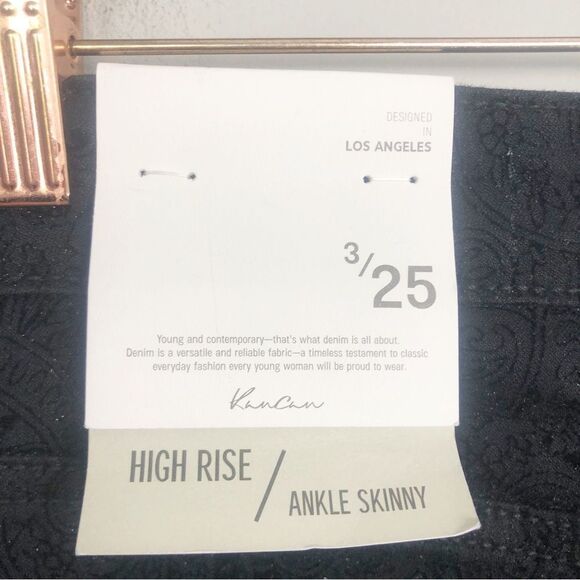 DESIGNED
IN
LOS ANGELES
3/25
Young and contemporary—that's what denim is all about.
Denim is a versatile and reliable fabric—a timeless testament to classic
everyday fashion every young woman will be proud to wear.
KanCan
HIGH RISE / ANKLE SKINNY